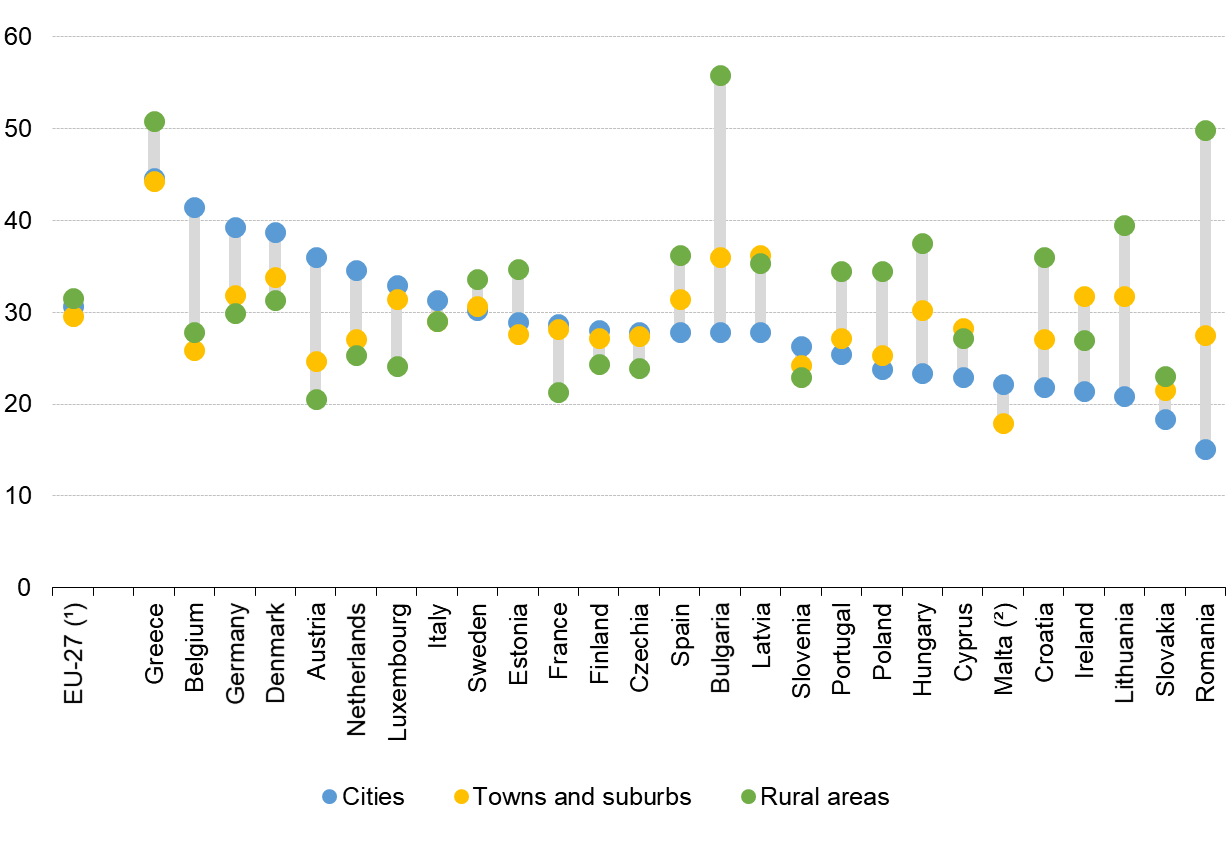 60
50
40
30
20
10
0
EU-27 (¹)
Greece
Belgium
Germany
Denmark
Austria
Netherlands
Luxembourg
Italy
Sweden
Estonia
France
Finland
Czechia
Spain
Bulgaria
Latvia
Slovenia
Portugal
Poland
Hungary
Cyprus
Malta (²)
Croatia
Ireland
Lithuania
Slovakia
Romania
Cities Towns and suburbs Rural areas